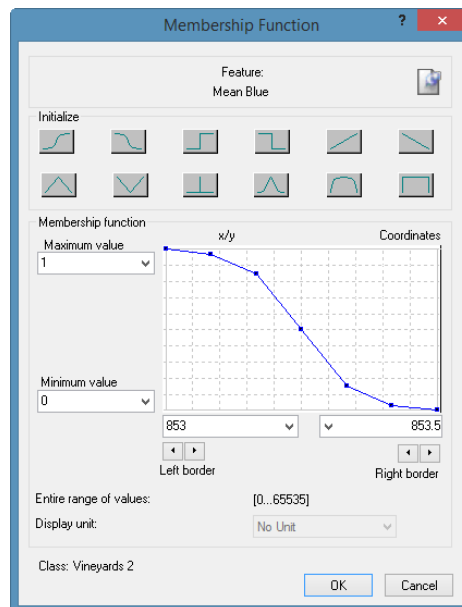 Membership Function
?
Feature:
Mean Blue
Initialize
Membership function
Maximum value
x/y
Coordinates
1
Minimum value
0
853
853.5
Left border
Right border
Entire range of values:
[0...65535]
Display unit:
No Unit
Class: Vineyards 2
OK
Cancel